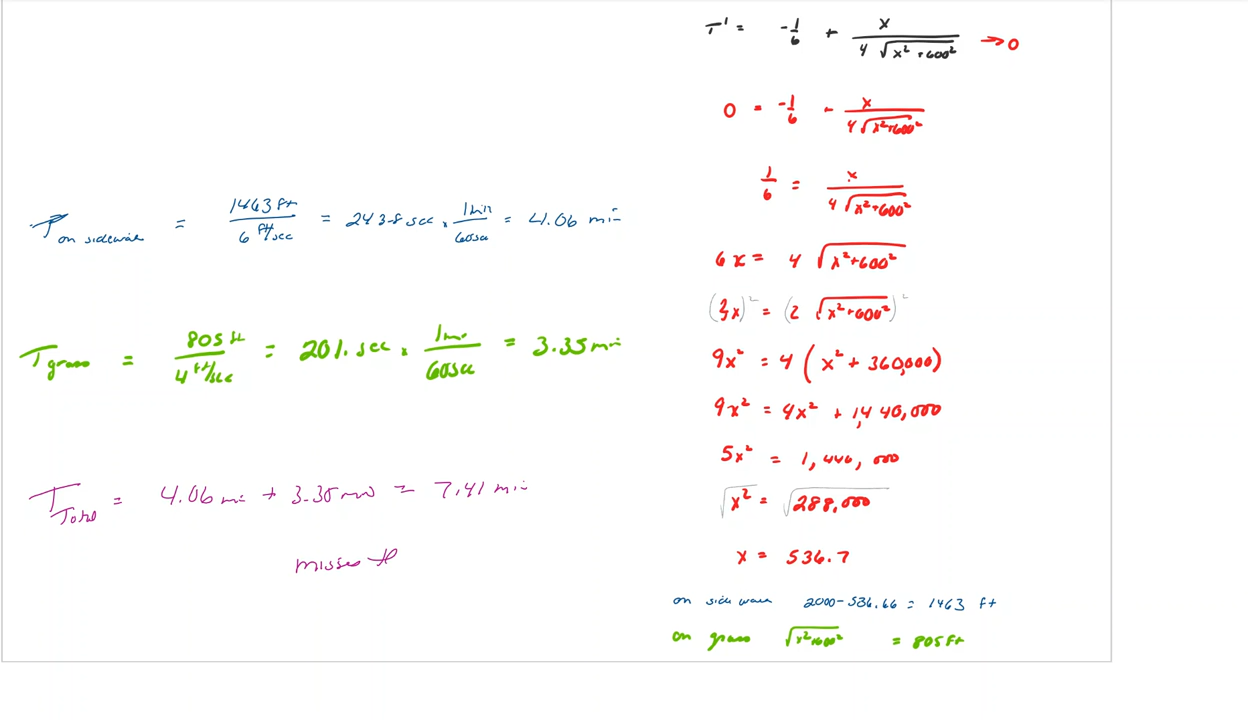 T' = -1/6 + x / (4 √(x² + 600²)) → 0
0 = -1/6 - x / (4 √(x² + 600²))
1/6 = x / (4 √(x² + 600²))
6x = 4 √(x² + 600²)
(3x)² = (2 √(x² + 600²))²
9x² = 4 (x² + 360,000)
9x² = 4x² + 1,440,000
5x² = 1,440,000
√x² = √288,000
x = 536.7
on sidewalk 2000 - 536.66 = 1463 ft
on grass √(x² + 600²) = 805 ft
T on sidewalk = 1463 ft / 6 ft/sec = 243.8 sec × 1 min / 60 sec = 4.06 min
T grass = 805 ft / 4 ft/sec = 201. sec × 1 min / 60 sec = 3.35 min
T Total = 4.06 min + 3.35 min = 7.41 min
misses it